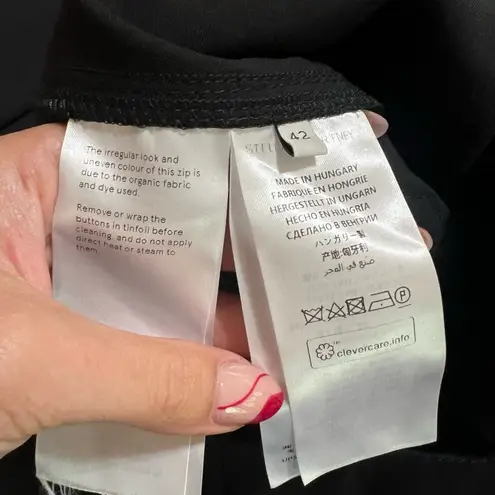 The irregular look and
uneven colour of this zip is
due to the organic fabric
and dye used.
Remove or wrap the
buttons in tinfoil before
cleaning, and do not apply
direct heat or steam to
them.
42
MADE IN HUNGARY
FABRIQUE EN HONGRIE
HERGESTELLT IN UNGARN
HECHO EN HUNGRIA
СДЕЛАНО В ВЕНГРИИ
ハンガリー製
产地:匈牙利
صنع في المجر
P
clevercare.info